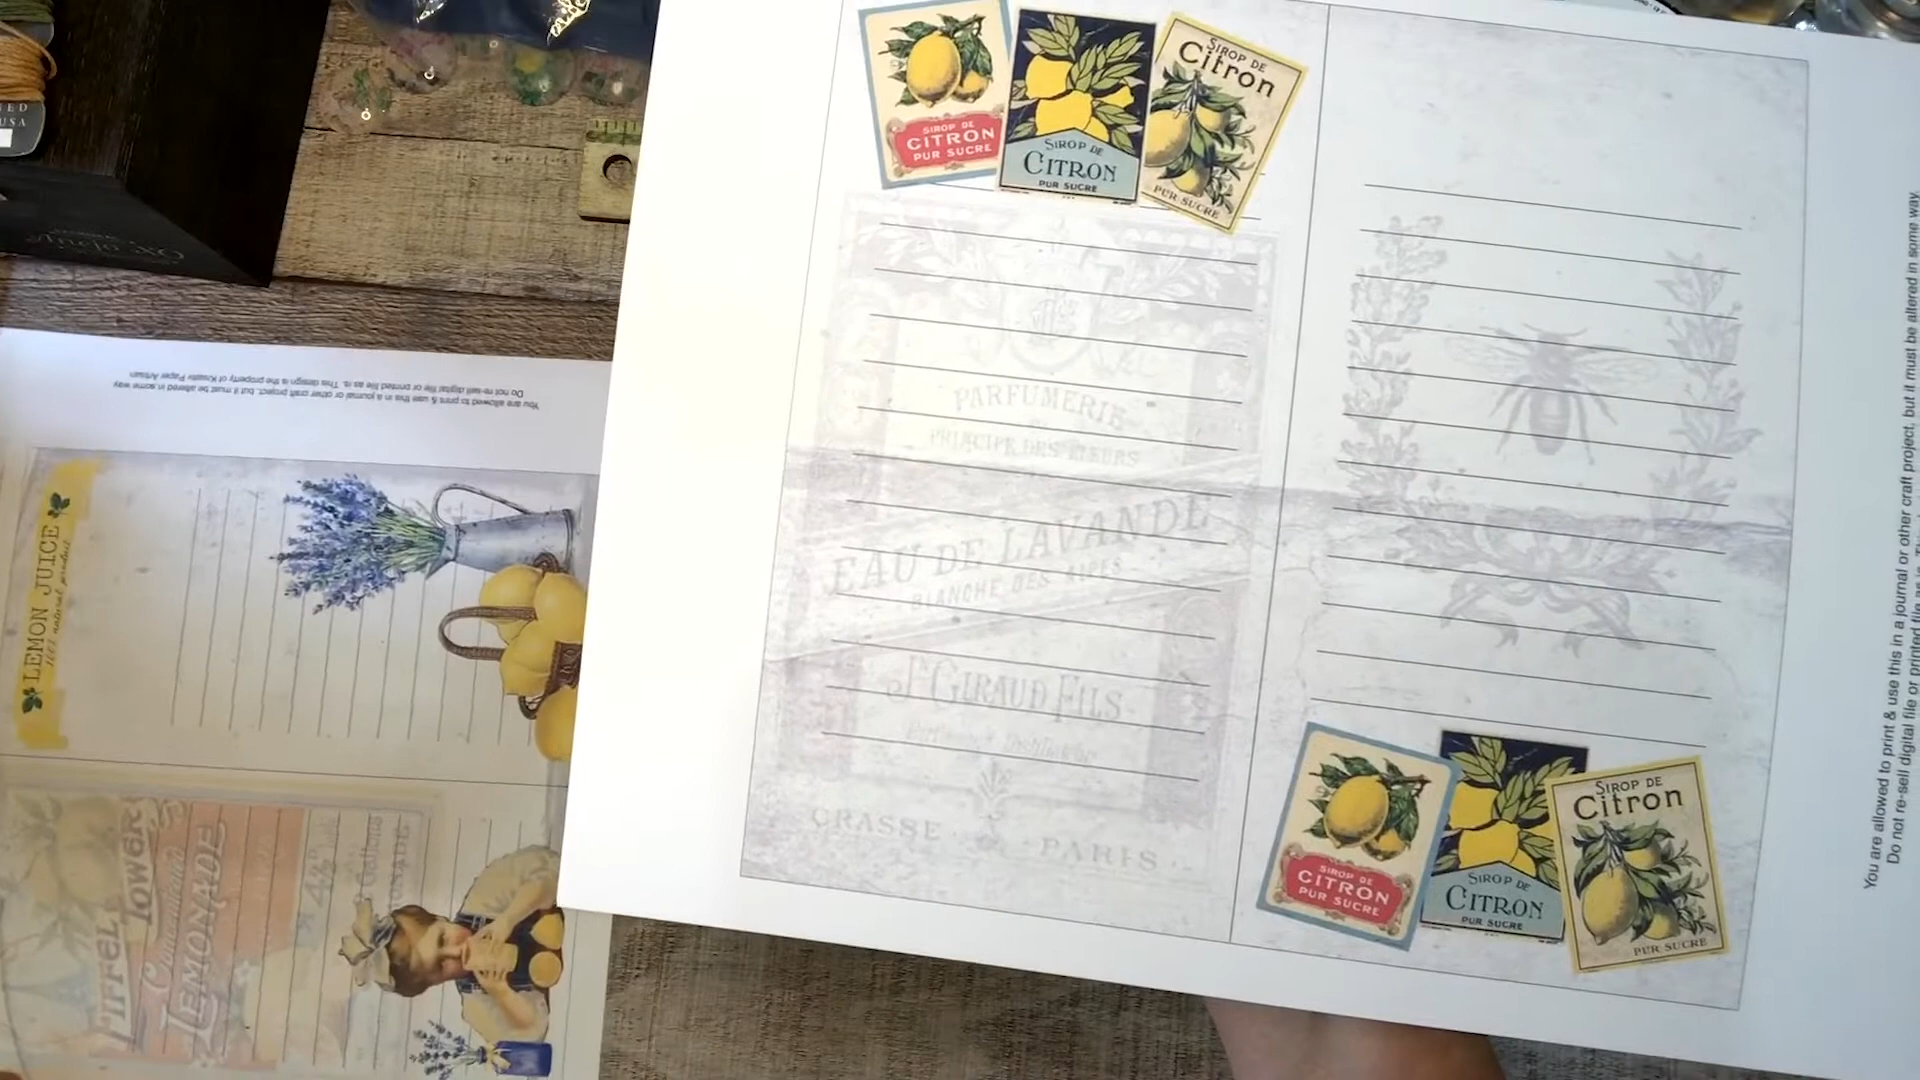 SIROP DE
CITRON
PUR SUCRE
SIROP DE
CITRON
PUR SUCRE
SIROP DE
Citron
PUR SUCRE
PARFUMERIE
PRINCIPE DES FLEURS
EAU DE LAVANDE
BLANCHE DES ALPES
J. GIRAUD FILS
GRASSE PARIS
SIROP DE
CITRON
PUR SUCRE
SIROP DE
CITRON
PUR SUCRE
SIROP DE
Citron
PUR SUCRE
You are allowed to print & use this in a journal or other craft project, but it must be altered in some way.
Do not re-sell digital file or printed file as is.
You are allowed to print & use this in a journal or other craft project, but it must be altered in some way
Do not re-sell digital file or printed file as is. This design is the property of Knasiv Paper Artisan
LEMON JUICE
100% natural product
EIFFEL
Tower
Concentrated
LEMONADE
USA